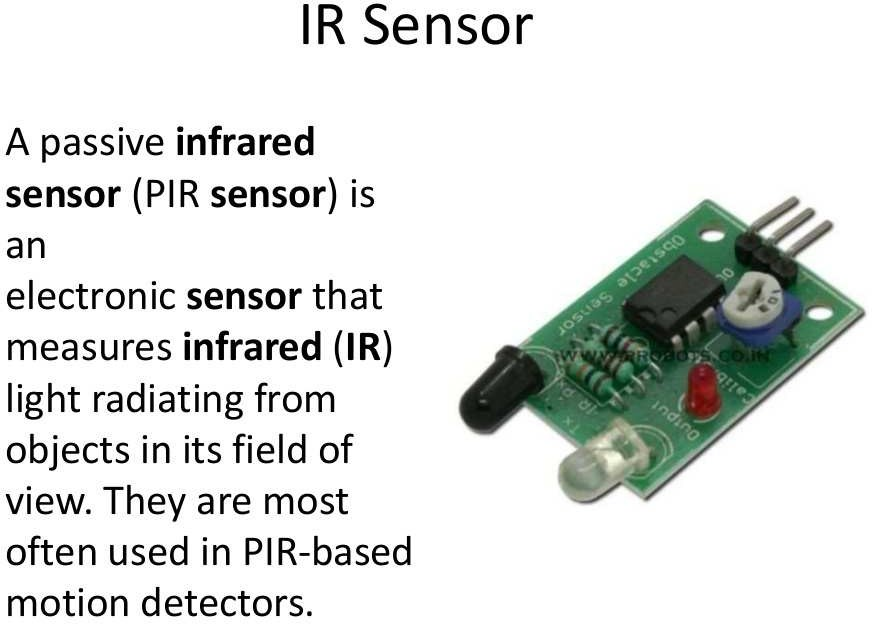 IR Sensor
A passive infrared
sensor (PIR sensor) is
an
electronic sensor that
measures infrared (IR)
light radiating from
objects in its field of
view. They are most
often used in PIR-based
motion detectors.
Obstacle Sensor
Output